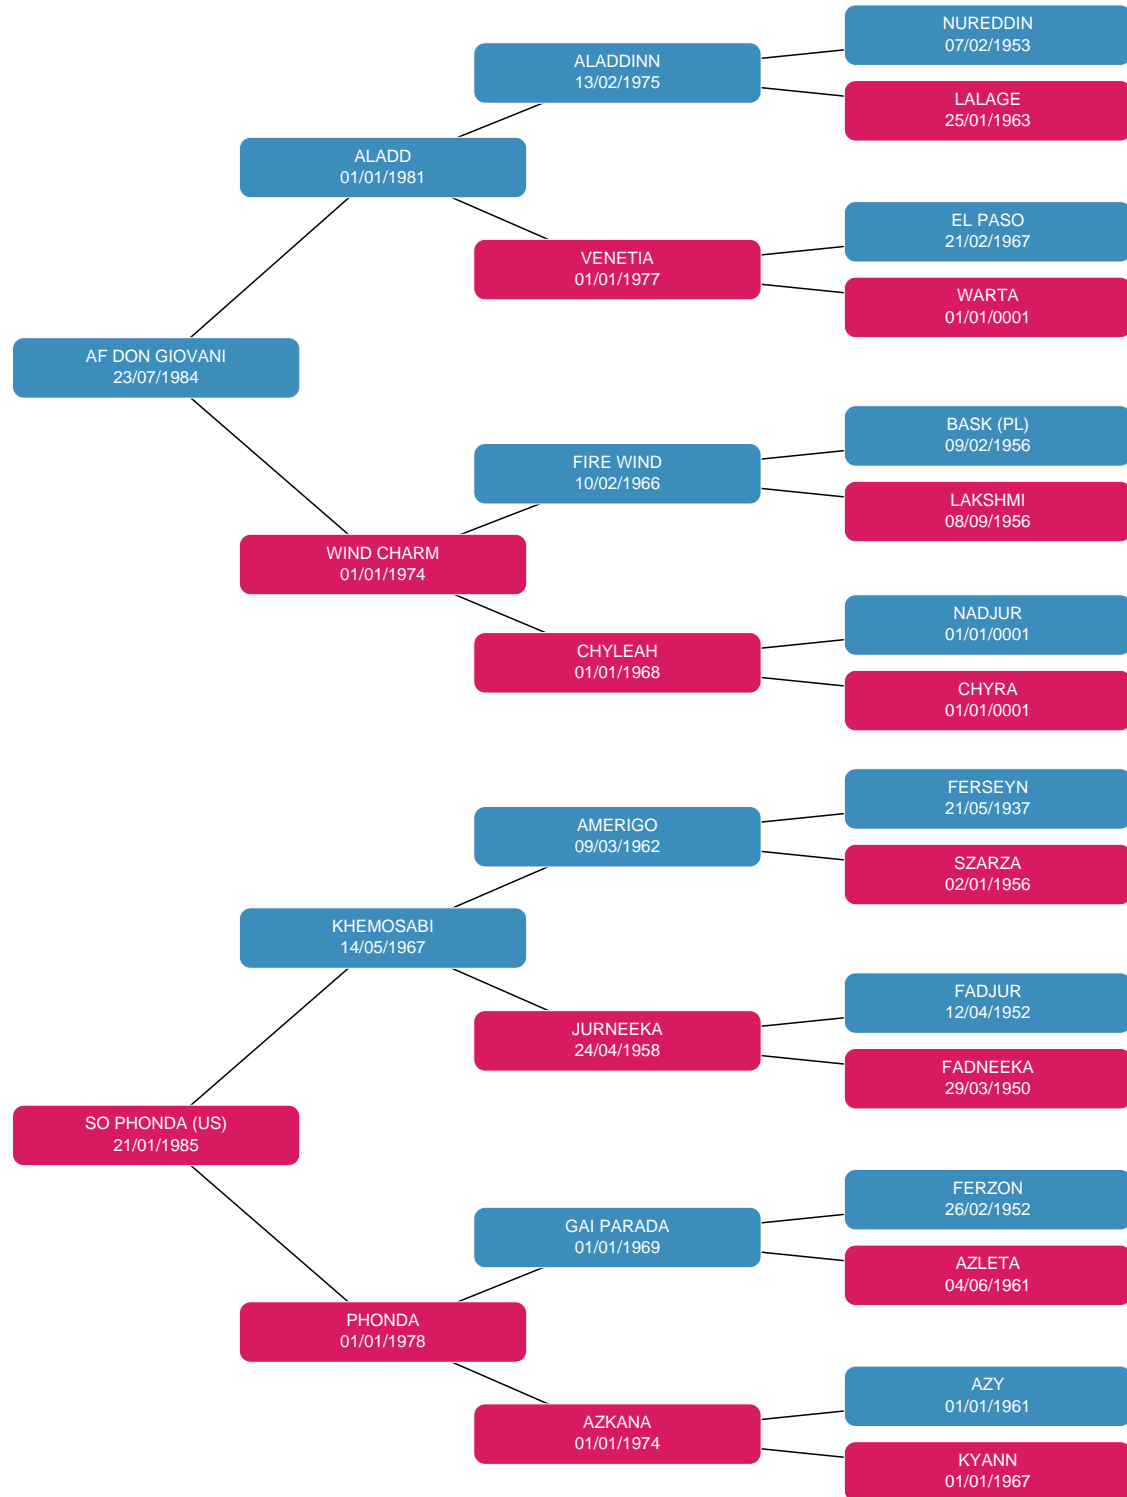 NUREDDIN
07/02/1953
ALADDINN
13/02/1975
LALAGE
25/01/1963
ALADD
01/01/1981
EL PASO
21/02/1967
VENETIA
01/01/1977
WARTA
01/01/0001
AF DON GIOVANI
23/07/1984
BASK (PL)
09/02/1956
FIRE WIND
10/02/1966
LAKSHMI
08/09/1956
WIND CHARM
01/01/1974
NADJUR
01/01/0001
CHYLEAH
01/01/1968
CHYRA
01/01/0001
FERSEYN
21/05/1937
AMERIGO
09/03/1962
SZARZA
02/01/1956
KHEMOSABI
14/05/1967
FADJUR
12/04/1952
JURNEEKA
24/04/1958
FADNEEKA
29/03/1950
SO PHONDA (US)
21/01/1985
FERZON
26/02/1952
GAI PARADA
01/01/1969
AZLETA
04/06/1961
PHONDA
01/01/1978
AZY
01/01/1961
AZKANA
01/01/1974
KYANN
01/01/1967